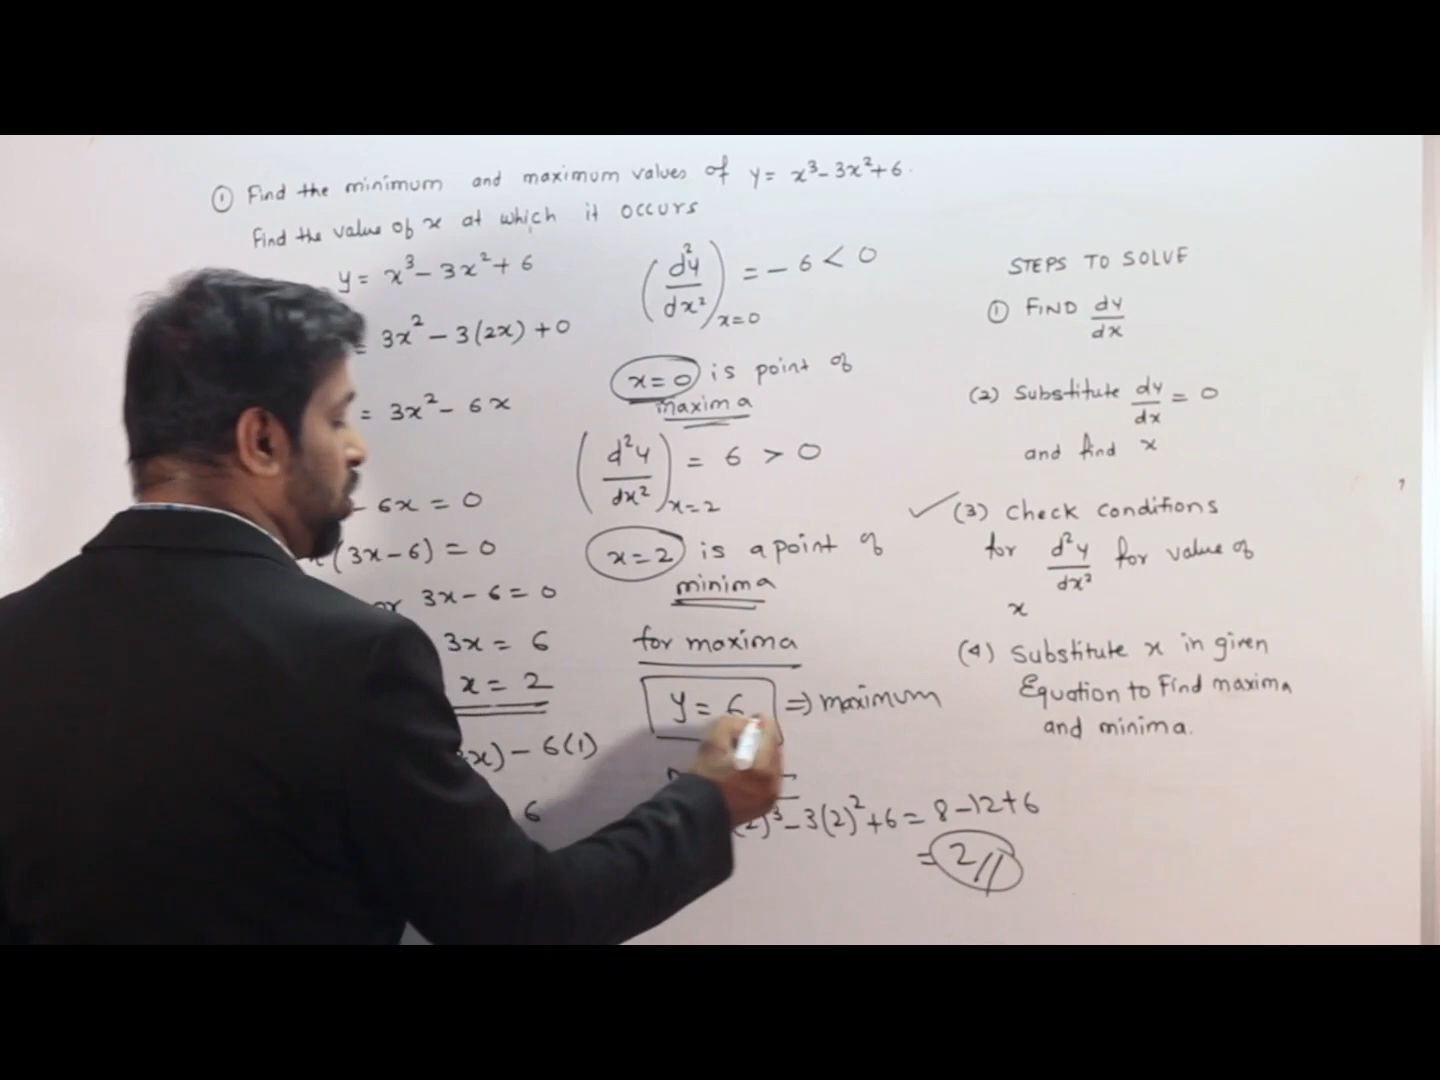 ① Find the minimum and maximum values of y = x³ - 3x² + 6.
Find the value of x at which it occurs
y = x³ - 3x² + 6
= 3x² - 3(2x) + 0
= 3x² - 6x
- 6x = 0
(3x - 6) = 0
or 3x - 6 = 0
3x = 6
x = 2
x) - 6(1)
6
(d²y/dx²)x=0 = - 6 < 0
x = 0 is point of
maxima
(d²y/dx²)x=2 = 6 > 0
x = 2 is a point of
minima
for maxima
y = 6 ⇒ maximum
(2)³ - 3(2)² + 6 = 8 - 12 + 6
= 2//
STEPS TO SOLVE
① FIND dy/dx
(2) Substitute dy/dx = 0
and find x
✓ (3) Check conditions
for d²y/dx² for value of
x
(4) Substitute x in given
Equation to Find maxima
and minima.